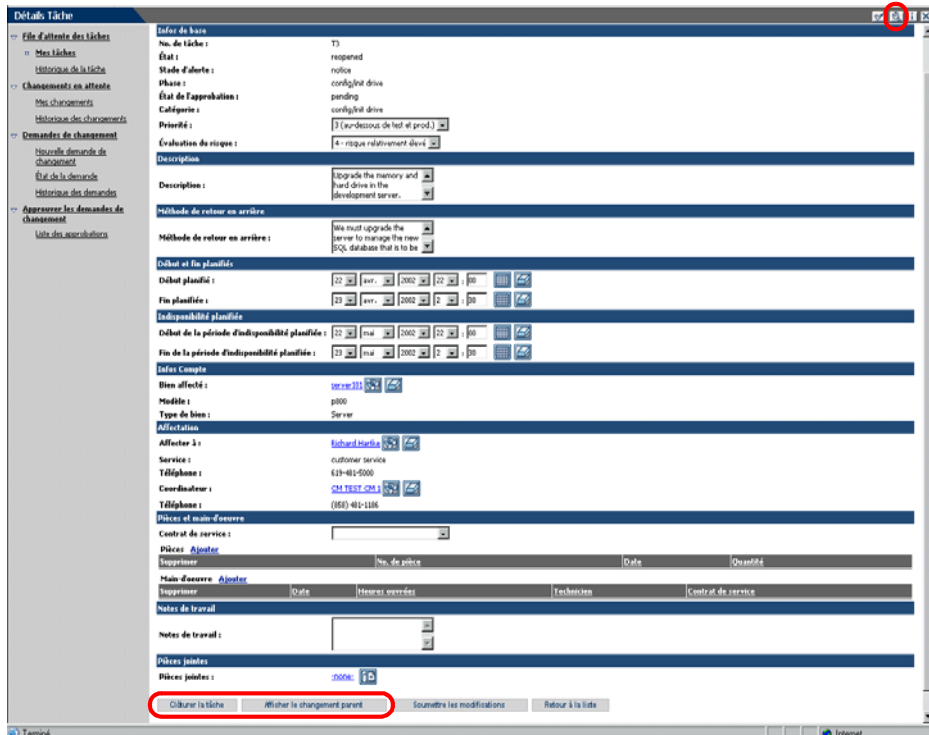 Détails Tâche
File d'attente des tâches
Mes tâches
Historique de la tâche
Changements en attente
Mes changements
Historique des changements
Demandes de changement
Nouvelle demande de
changement
État de la demande
Historique des demandes
Approuver les demandes de
changement
Liste des approbations
Infos de base
No. de tâche : T3
État : reopened
Stade d'alerte : notice
Phase : config/init drive
État de l'approbation : pending
Catégorie : config/init drive
Priorité : 3 (au-dessous de test et prod.)
Évaluation du risque : 4 - risque relativement élevé
Description
Description : Upgrade the memory and
hard drive in the
development server.
Méthode de retour en arrière
Méthode de retour en arrière : We must upgrade the
server to manage the new
SQL database that is to be
Début et fin planifiés
Début planifié : 22 avr. 2002 22 : 00
Fin planifiée : 23 avr. 2002 2 : 30
Indisponibilité planifiée
Début de la période d'indisponibilité planifiée : 22 mai 2002 22 : 00
Fin de la période d'indisponibilité planifiée : 23 mai 2002 2 : 30
Infos Compte
Bien affecté : server101
Modèle : p800
Type de bien : Server
Affectation
Affecter à : Richard Hartke
Service : customer service
Téléphone : 619-481-5000
Coordinateur : CM TEST CM 1
Téléphone : (858) 481-1186
Pièces et main-d'oeuvre
Contrat de service :
Pièces Ajouter
Supprimer No. de pièce Date Quantité
Main-d'oeuvre Ajouter
Supprimer Date Heures ouvrées Technicien Contrat de service
Notes de travail
Notes de travail :
Pièces jointes
Pièces jointes : :none:
Clôturer la tâche Afficher le changement parent Soumettre les modifications Retour à la liste
Terminé Internet